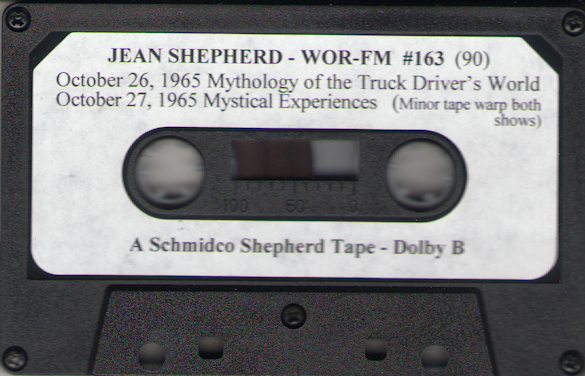 JEAN SHEPHERD - WOR-FM #163 (90)
October 26, 1965 Mythology of the Truck Driver's World
October 27, 1965 Mystical Experiences (Minor tape warp both
shows)
100 50 0
A Schmidco Shepherd Tape - Dolby B